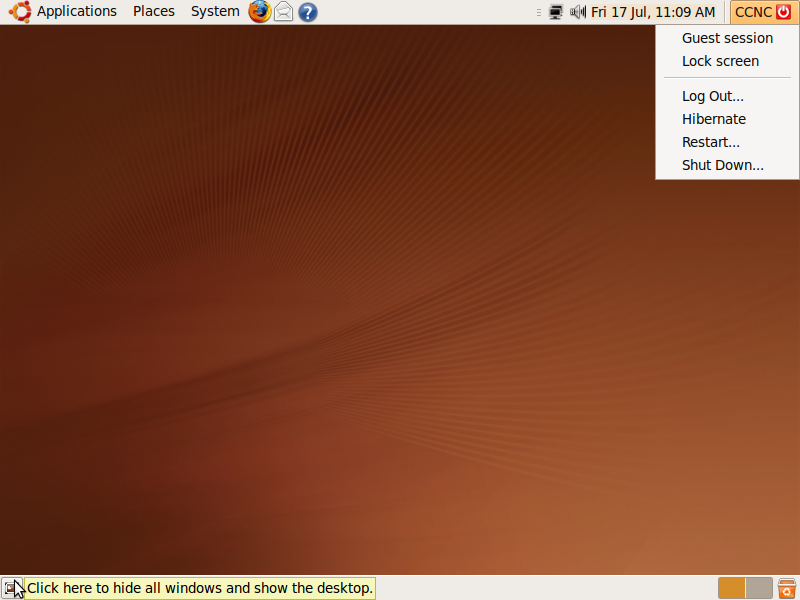 Applications Places System Fri 17 Jul, 11:09 AM CCNC
Guest session
Lock screen
Log Out...
Hibernate
Restart...
Shut Down...
Click here to hide all windows and show the desktop.